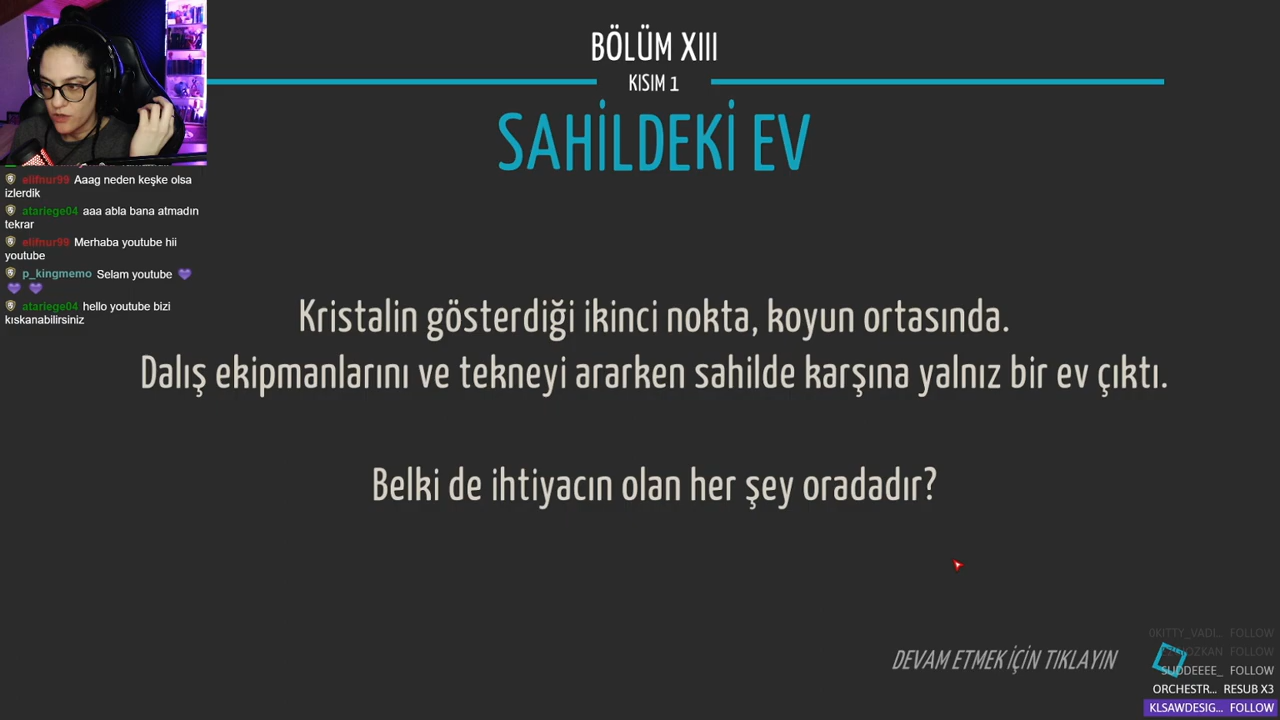 BÖLÜM XIII
KISIM 1
SAHİLDEKİ EV
elifnur99 Aaag neden keşke olsa
izlerdik
atariege04 aaa abla bana atmadın
tekrar
elifnur99 Merhaba youtube hii
youtube
p_kingmemo Selam youtube 💜
💜 💜
atariege04 hello youtube bizi
kıskanabilirsiniz
Kristalin gösterdiği ikinci nokta, koyun ortasında.
Dalış ekipmanlarını ve tekneyi ararken sahilde karşına yalnız bir ev çıktı.
Belki de ihtiyacın olan her şey oradadır?
DEVAM ETMEK İÇİN TIKLAYIN
0KITTY_VADI.. FOLLOW
FOLLOW
SUDDEEEE_ FOLLOW
ORCHESTR... RESUB X3
KLSAWDESIG... FOLLOW